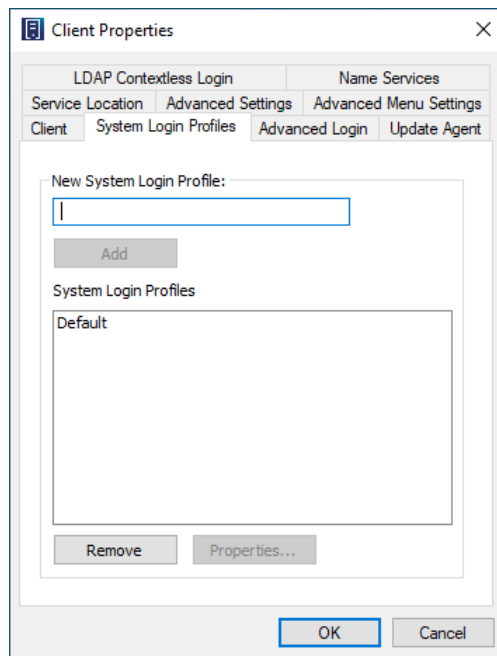 Client Properties
LDAP Contextless Login
Name Services
Service Location
Advanced Settings
Advanced Menu Settings
Client
System Login Profiles
Advanced Login
Update Agent
New System Login Profile:
Add
System Login Profiles
Default
Remove
Properties...
OK
Cancel